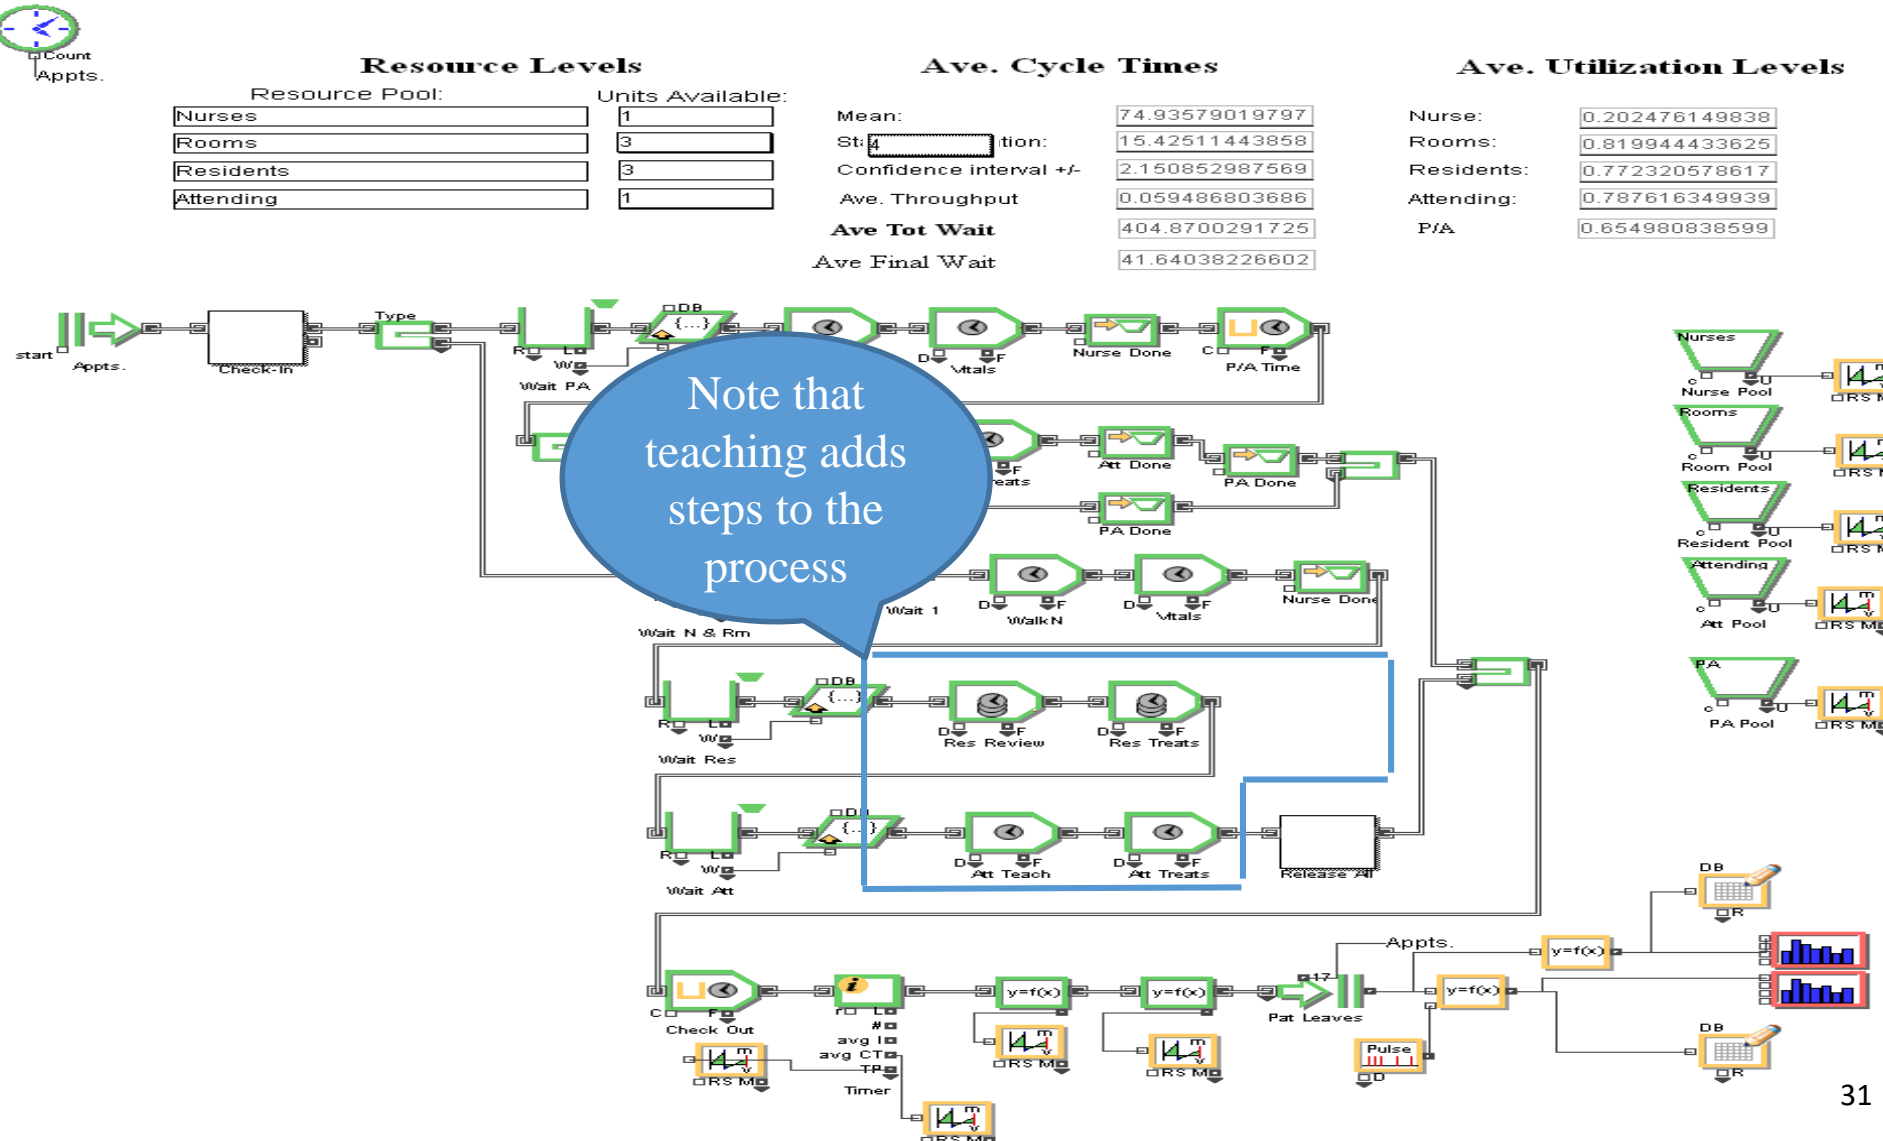 Count
Appts.
Resource Levels
Ave. Cycle Times
Ave. Utilization Levels
Resource Pool:
Units Available:
Nurses
1
Mean:
74.93579019797
Nurse:
0.202476149838
Rooms
3
4
tion:
15.42511443858
Rooms:
0.819944433625
Residents
3
Confidence interval +/-
2.150852987569
Residents:
0.772320578617
Attending
1
Ave. Throughput
0.0594868036­86
Attending:
0.787616349939
Ave Tot Wait
404.8700291725
P/A
0.654980838599
Ave Final Wait
41.64038226602
start
Appts.
Check-In
Type
R L
W
Wait PA
DB
{...}
D F
Vitals
Nurse Done
C F
P/A Time
Note that
teaching adds
steps to the
process
F
Att Done
PA Done
PA Done
Wait N & Rm
Wait 1
D F
Walk N
D F
Vitals
Nurse Done
R L
W
Wait Res
DB
{...}
D F
Res Review
D F
Res Treats
R L
W
Wait Att
{...}
D F
Att Teach
D F
Att Treats
Release All
Nurses
C U
Nurse Pool
Rooms
C U
Room Pool
Residents
C U
Resident Pool
Attending
C U
Att Pool
PA
C U
PA Pool
C F
Check Out
i
L
#
avg I
avg CT
TP
Timer
R S M
y=f(x)
R S M
y=f(x)
R S M
17
Pat Leaves
Appts.
y=f(x)
y=f(x)
Pulse
D
DB
R
DB
R
31